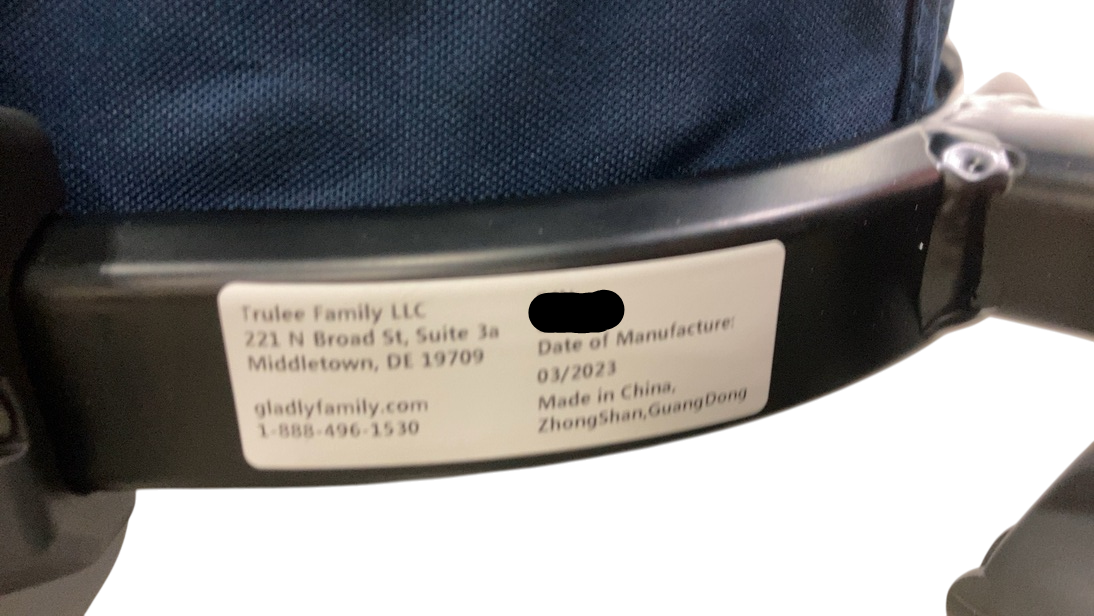 Trulee Family LLC
221 N Broad St, Suite 3a
Middletown, DE 19709
gladlyfamily.com
1-888-496-1530
Date of Manufacture:
03/2023
Made in China,
ZhongShan,GuangDong